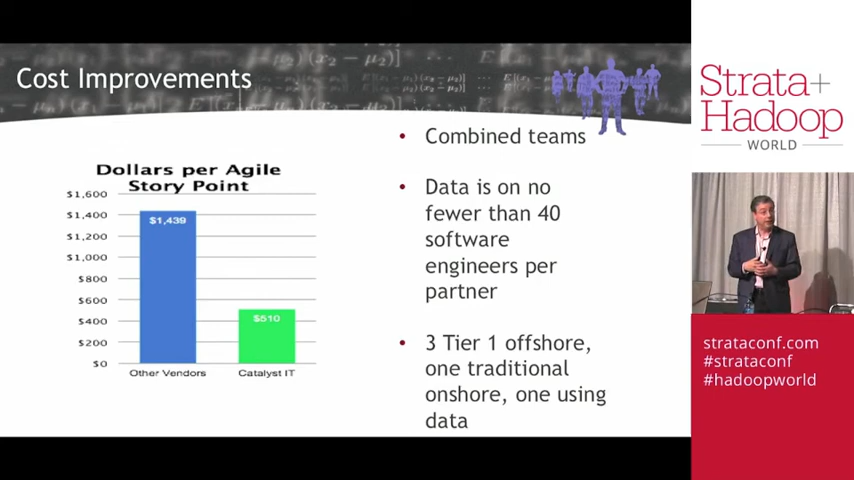 Cost Improvements
Dollars per Agile
Story Point
$1,600
$1,400
$1,200
$1,000
$800
$600
$400
$200
$0
$1,439
$510
Other Vendors
Catalyst IT
• Combined teams
• Data is on no
fewer than 40
software
engineers per
partner
• 3 Tier 1 offshore,
one traditional
onshore, one using
data
Strata+
Hadoop
WORLD
strataconf.com
#strataconf
#hadoopworld